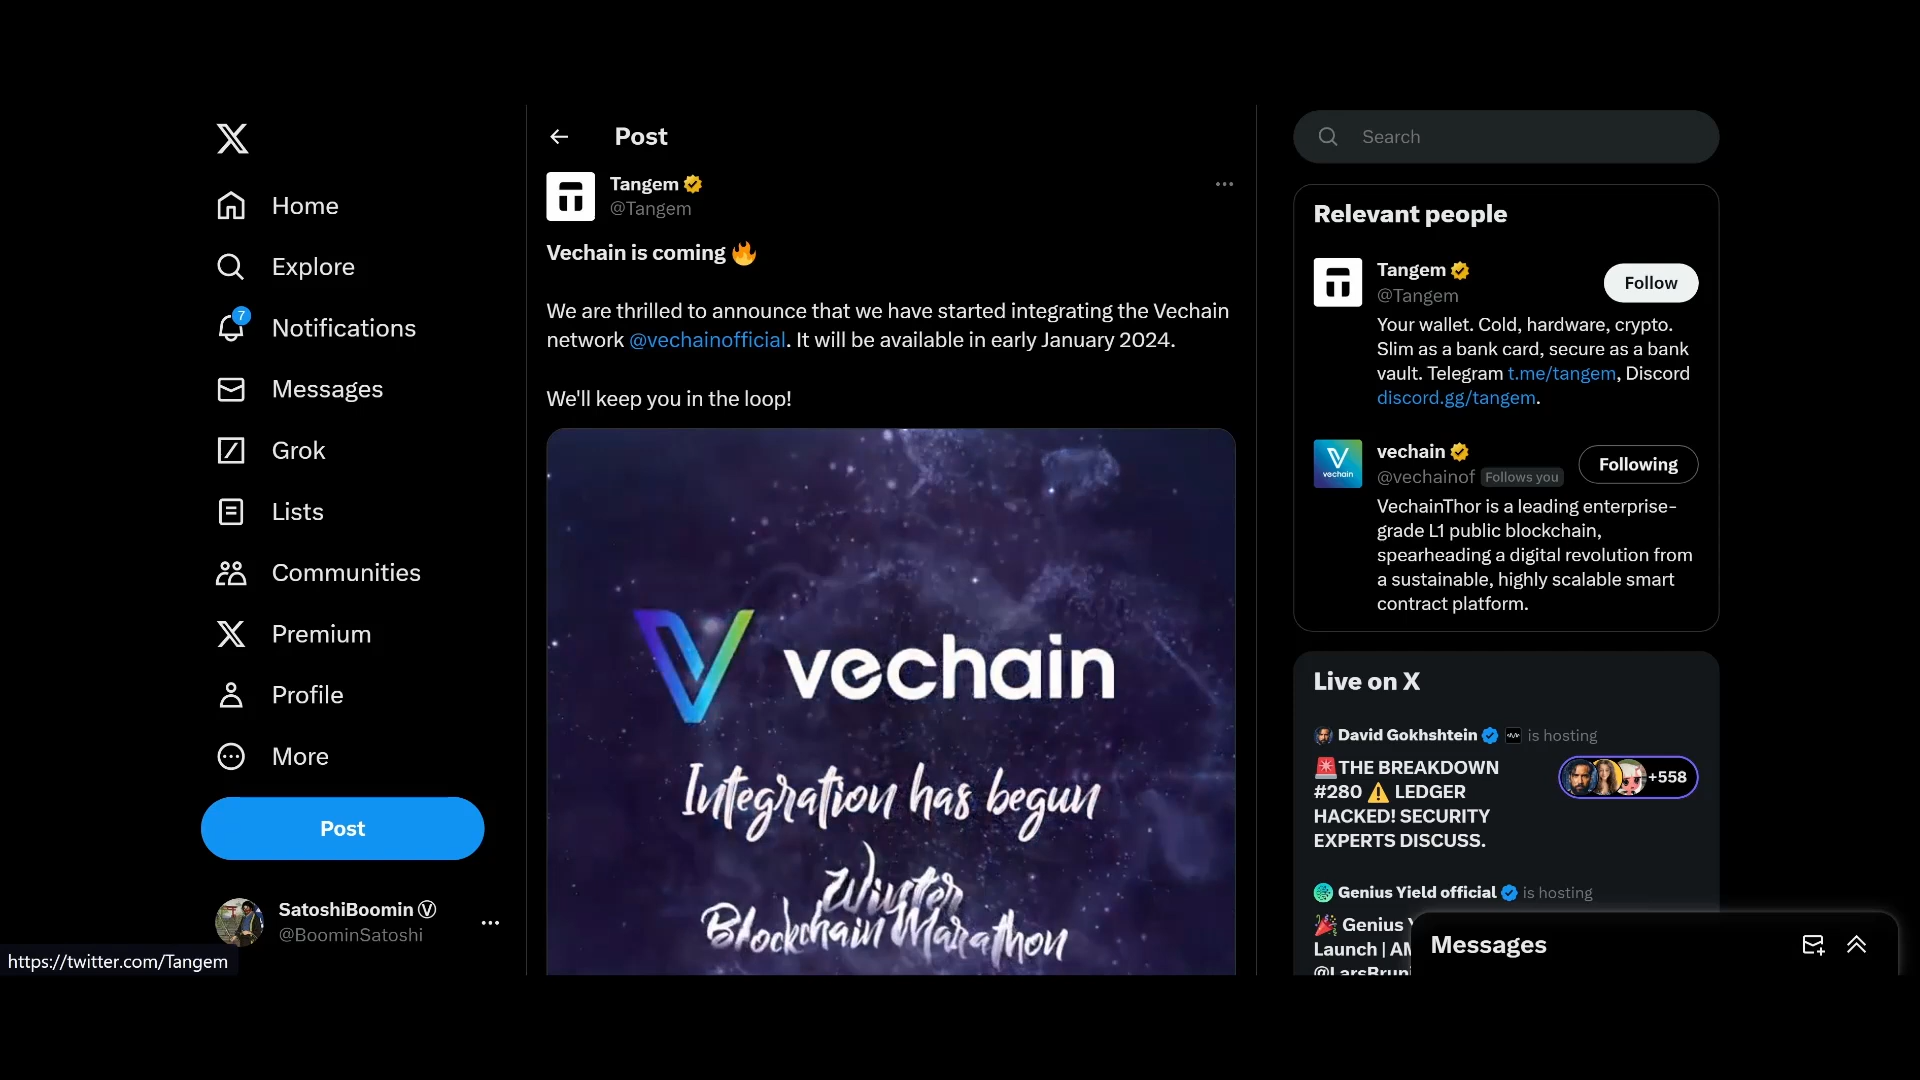 Home
Explore
7
Notifications
Messages
Grok
Lists
Communities
Premium
Profile
More
Post
SatoshiBoomin Ⓥ
@BoominSatoshi
https://twitter.com/Tangem
Post
Tangem
@Tangem
Vechain is coming 🔥
We are thrilled to announce that we have started integrating the Vechain
network @vechainofficial. It will be available in early January 2024.
We'll keep you in the loop!
vechain
Integration has begun
Winter
Blockchain Marathon
Search
Relevant people
Tangem
@Tangem
Follow
Your wallet. Cold, hardware, crypto.
Slim as a bank card, secure as a bank
vault. Telegram t.me/tangem, Discord
discord.gg/tangem.
vechain
vechain
@vechainof Follows you
Following
VechainThor is a leading enterprise-
grade L1 public blockchain,
spearheading a digital revolution from
a sustainable, highly scalable smart
contract platform.
Live on X
David Gokhshtein is hosting
🚨THE BREAKDOWN
#280 ⚠️ LEDGER
HACKED! SECURITY
EXPERTS DISCUSS.
+558
Genius Yield official is hosting
🎉 Genius
Launch | AM
@LarsBruni
Messages